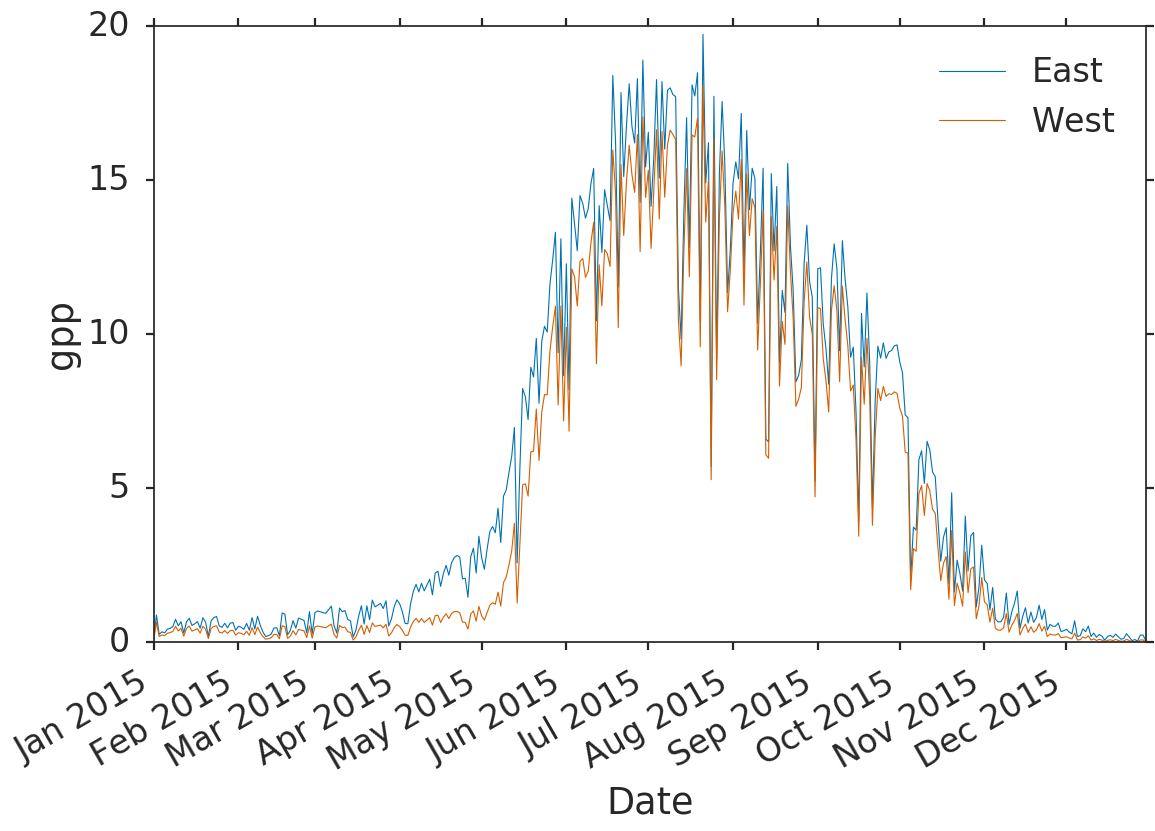 20
15
10
5
0
gpp
East
West
Jan 2015
Feb 2015
Mar 2015
Apr 2015
May 2015
Jun 2015
Jul 2015
Aug 2015
Sep 2015
Oct 2015
Nov 2015
Dec 2015
Date